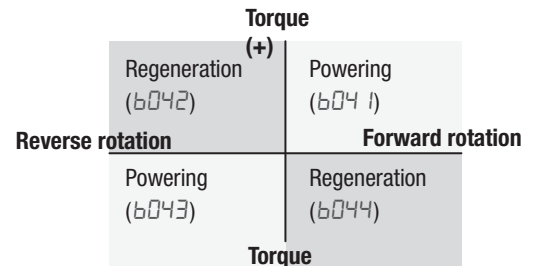 Torque
(+)
Regeneration Powering
(b042) (b041)
Reverse rotation Forward rotation
Powering Regeneration
(b043) (b044)
Torque